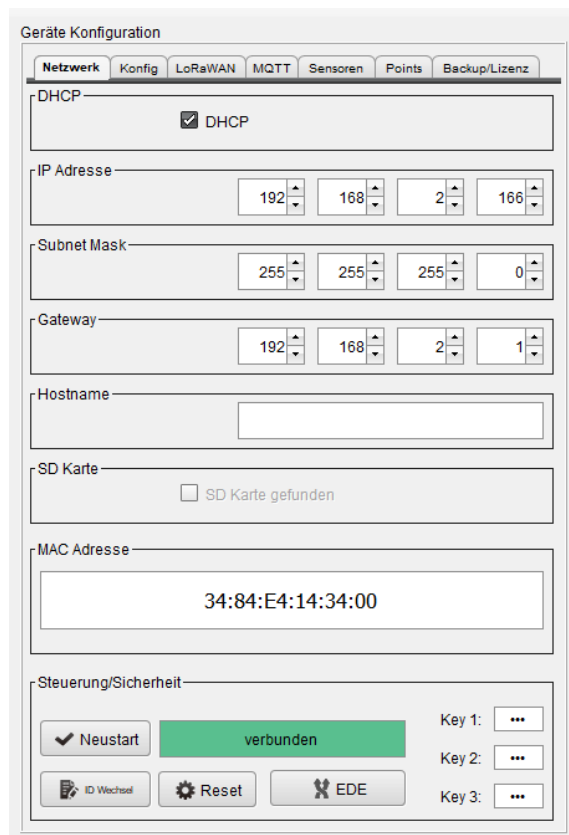 Geräte Konfiguration
Netzwerk Konfig LoRaWAN MQTT Sensoren Points Backup/Lizenz
DHCP
DHCP
IP Adresse
192 168 2 166
Subnet Mask
255 255 255 0
Gateway
192 168 2 1
Hostname
SD Karte
SD Karte gefunden
MAC Adresse
34:84:E4:14:34:00
Steuerung/Sicherheit
Neustart verbunden Key 1: •••
Key 2: •••
ID Wechsel Reset EDE Key 3: •••